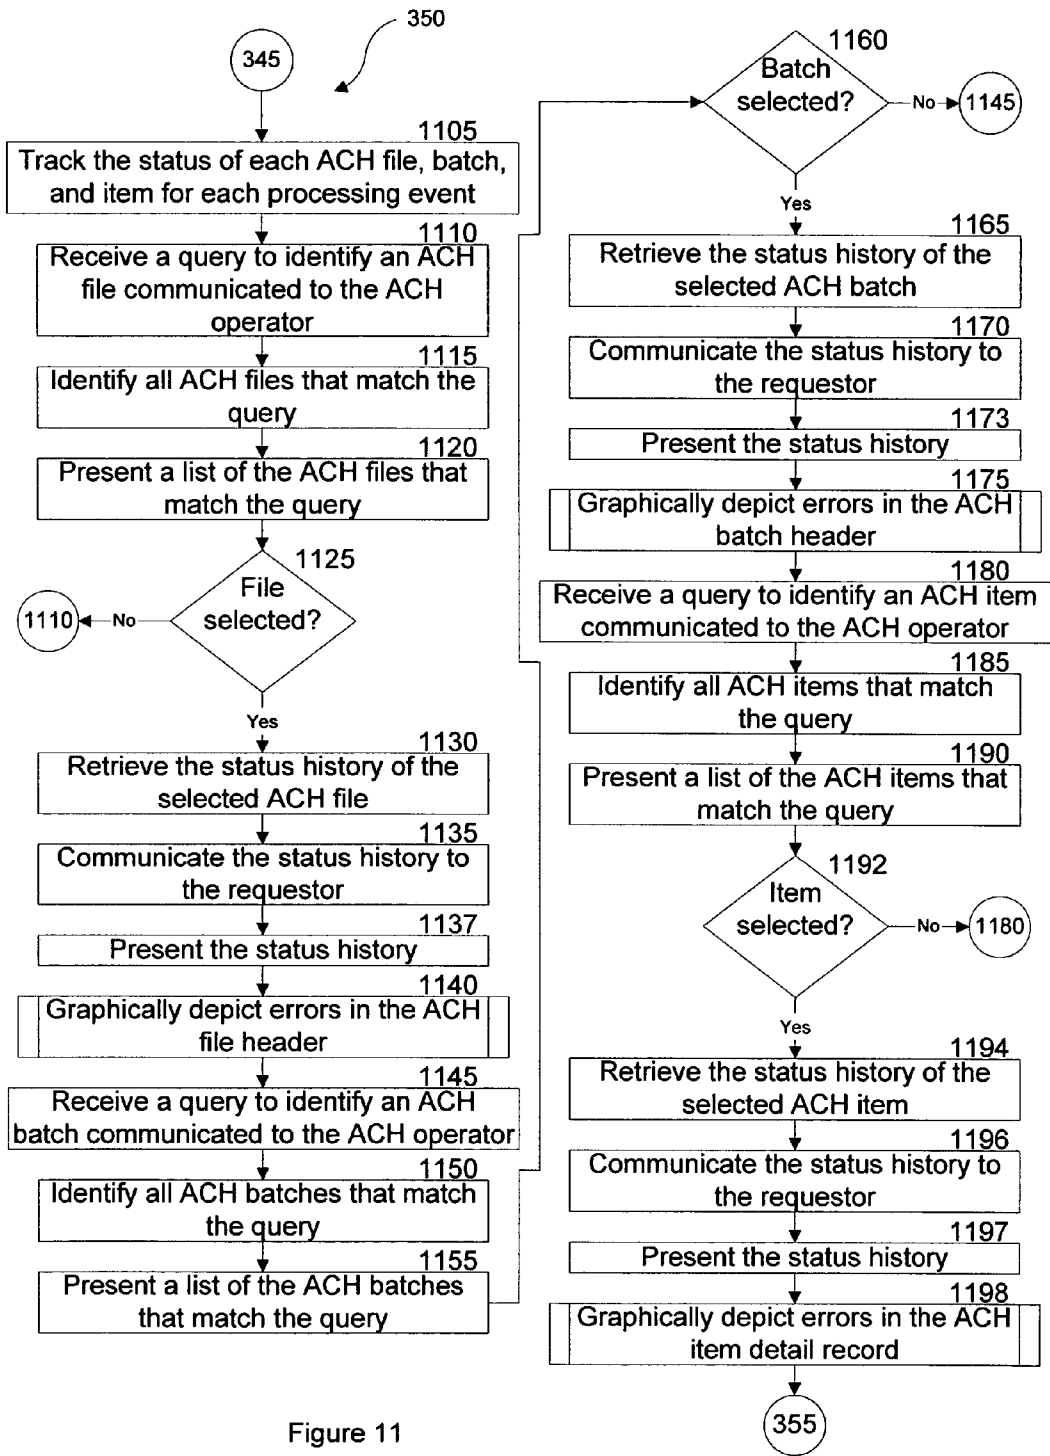 350
345
1105
Track the status of each ACH file, batch,
and item for each processing event
1110
Receive a query to identify an ACH
file communicated to the ACH
operator
1115
Identify all ACH files that match the
query
1120
Present a list of the ACH files that
match the query
1125
File
selected?
No
1110
Yes
1130
Retrieve the status history of the
selected ACH file
1135
Communicate the status history to
the requestor
1137
Present the status history
1140
Graphically depict errors in the ACH
file header
1145
Receive a query to identify an ACH
batch communicated to the ACH operator
1150
Identify all ACH batches that match
the query
1155
Present a list of the ACH batches
that match the query
1160
Batch
selected?
No
1145
Yes
1165
Retrieve the status history of the
selected ACH batch
1170
Communicate the status history to
the requestor
1173
Present the status history
1175
Graphically depict errors in the ACH
batch header
1180
Receive a query to identify an ACH item
communicated to the ACH operator
1185
Identify all ACH items that match
the query
1190
Present a list of the ACH items that
match the query
1192
Item
selected?
No
1180
Yes
1194
Retrieve the status history of the
selected ACH item
1196
Communicate the status history to
the requestor
1197
Present the status history
1198
Graphically depict errors in the ACH
item detail record
355
Figure 11